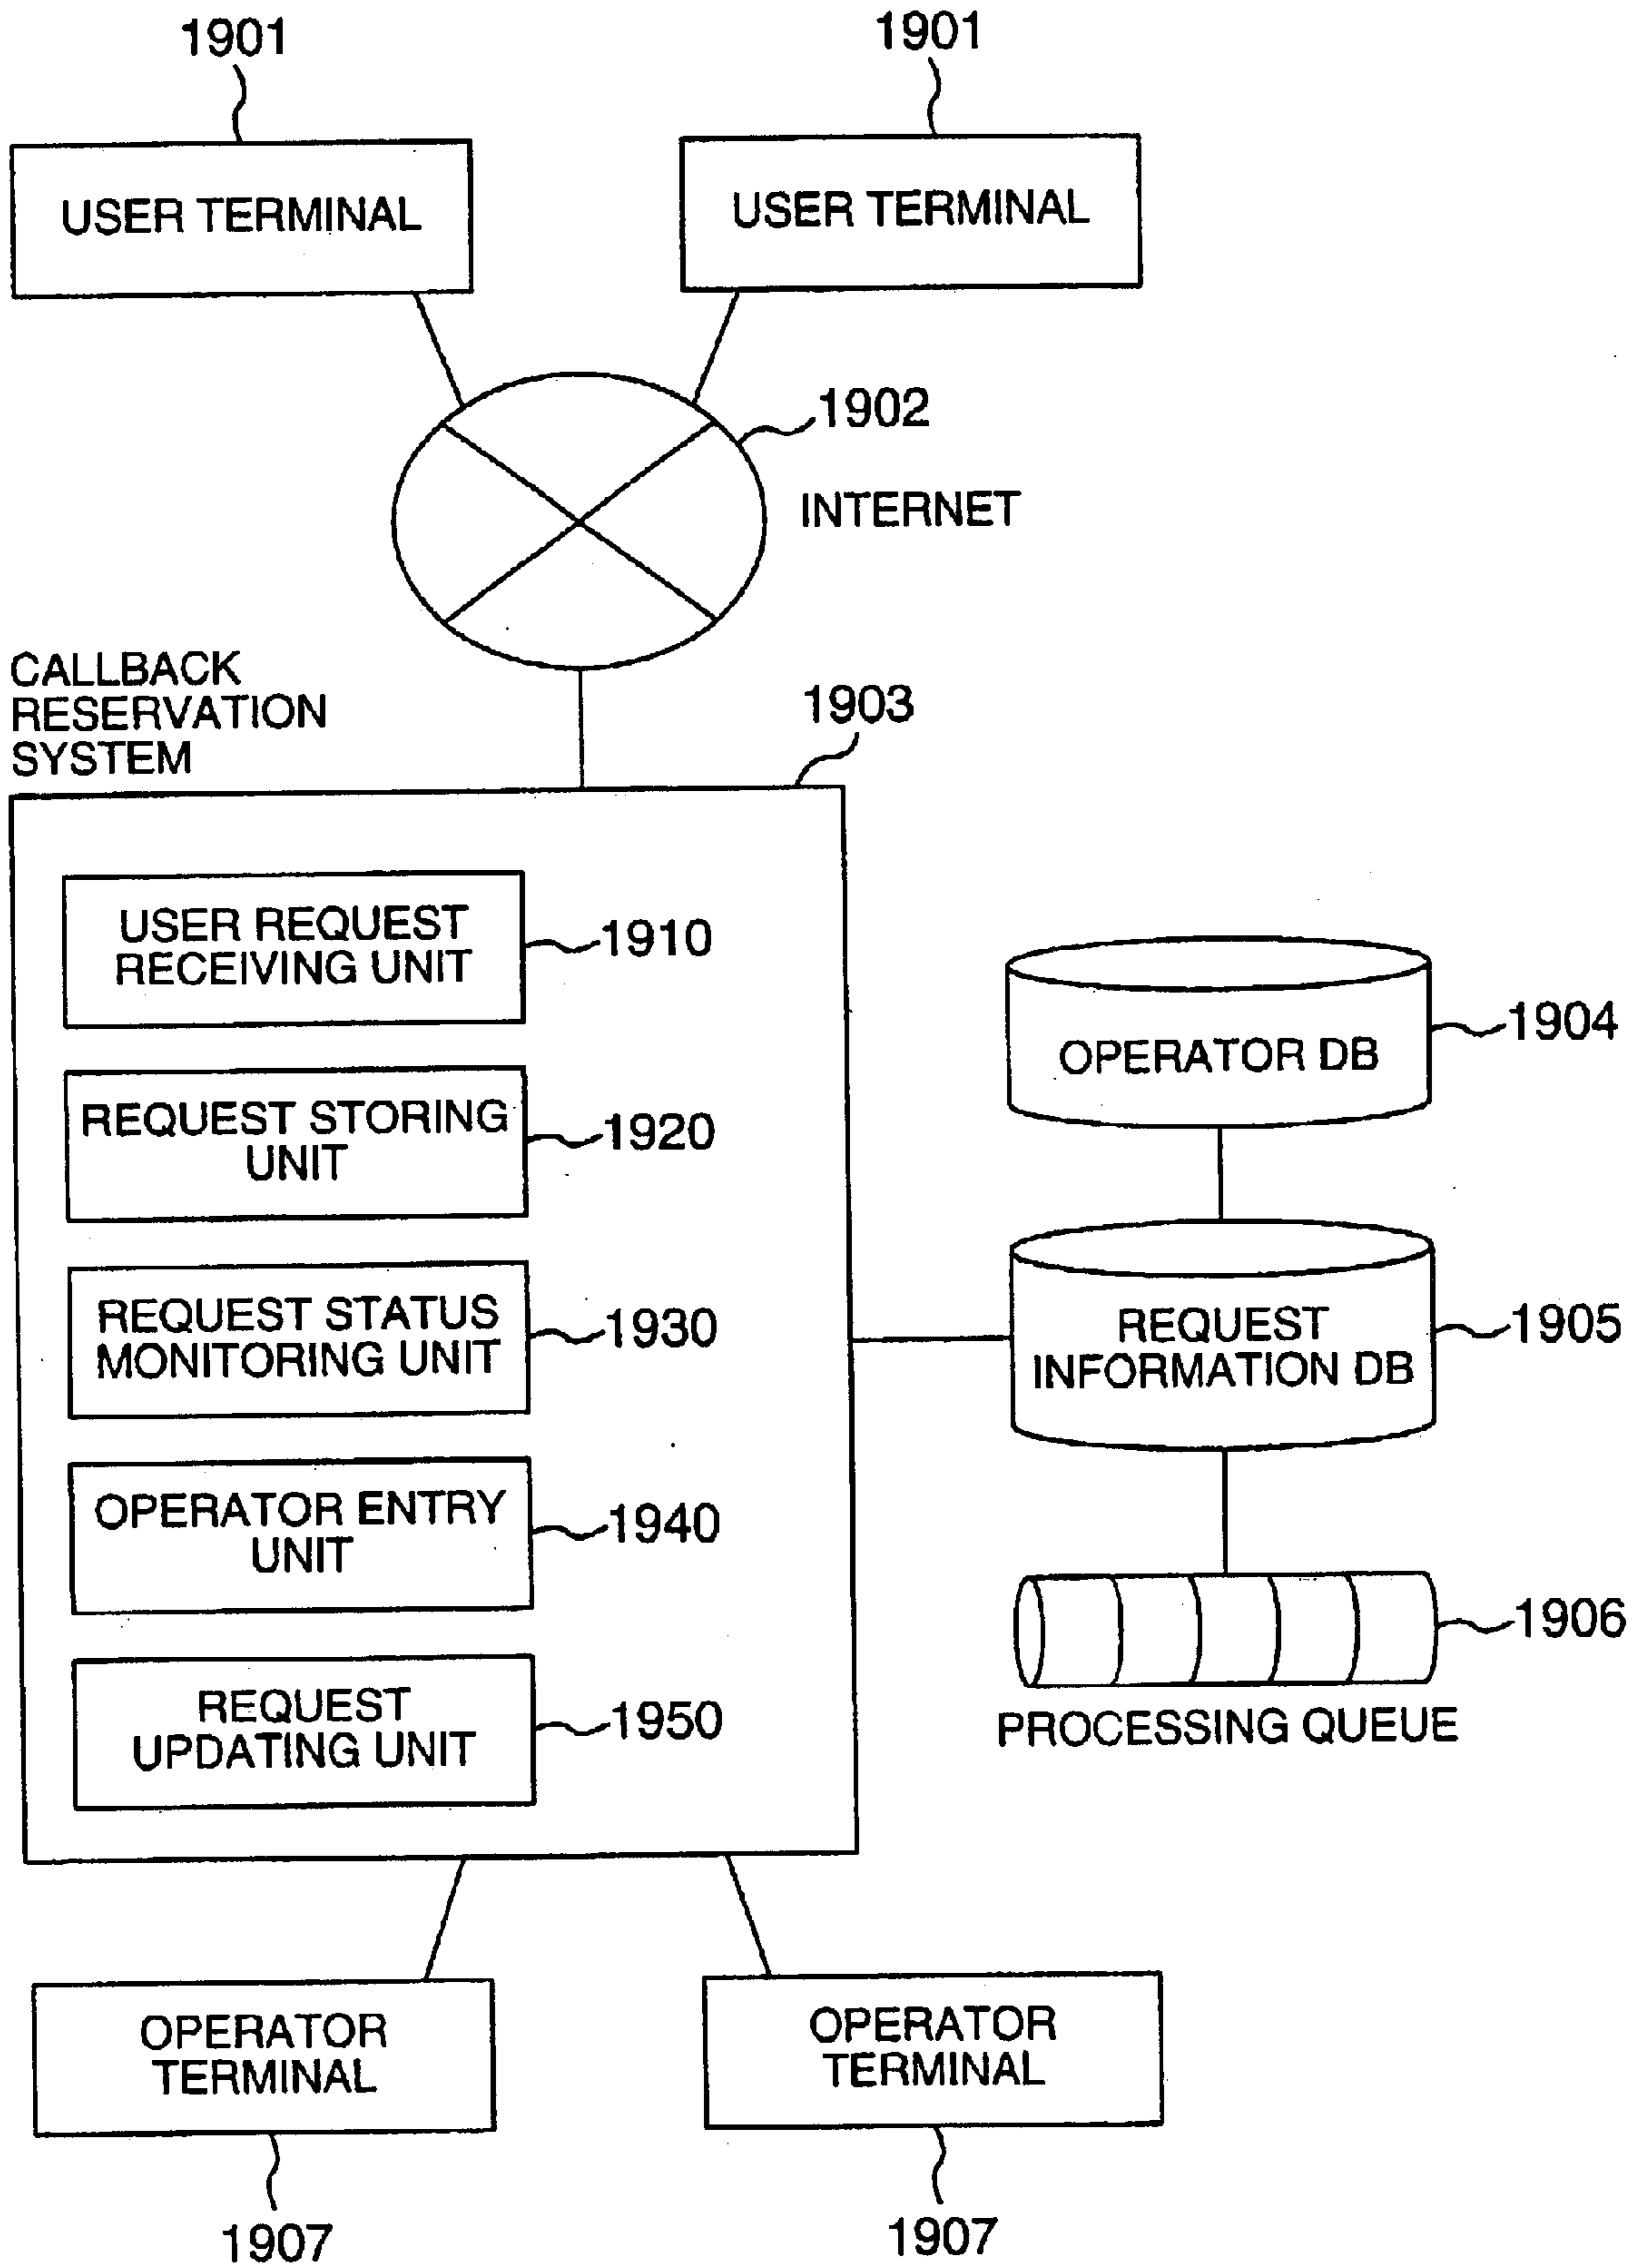 1901
1901
USER TERMINAL
USER TERMINAL
1902
INTERNET
CALLBACK
RESERVATION
SYSTEM
1903
USER REQUEST
RECEIVING UNIT
1910
REQUEST STORING
UNIT
1920
REQUEST STATUS
MONITORING UNIT
1930
OPERATOR ENTRY
UNIT
1940
REQUEST
UPDATING UNIT
1950
OPERATOR DB
1904
REQUEST
INFORMATION DB
1905
1906
PROCESSING QUEUE
OPERATOR
TERMINAL
OPERATOR
TERMINAL
1907
1907